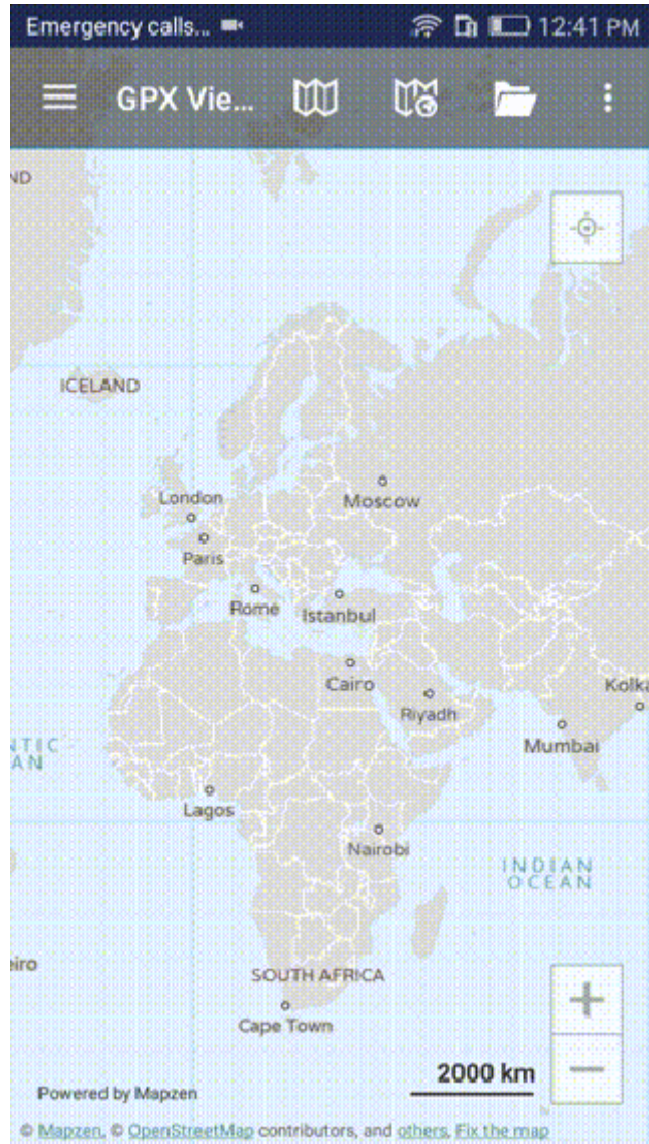 Emergency calls... 12:41 PM
GPX Vie...
ND
ICELAND
London
Moscow
Paris
Rome
Istanbul
Cairo
Kolka
Riyadh
Mumbai
NTIC
AN
Lagos
Nairobi
INDIAN
OCEAN
eiro
SOUTH AFRICA
Cape Town
2000 km
Powered by Mapzen
© Mapzen, © OpenStreetMap contributors, and others, Fix the map